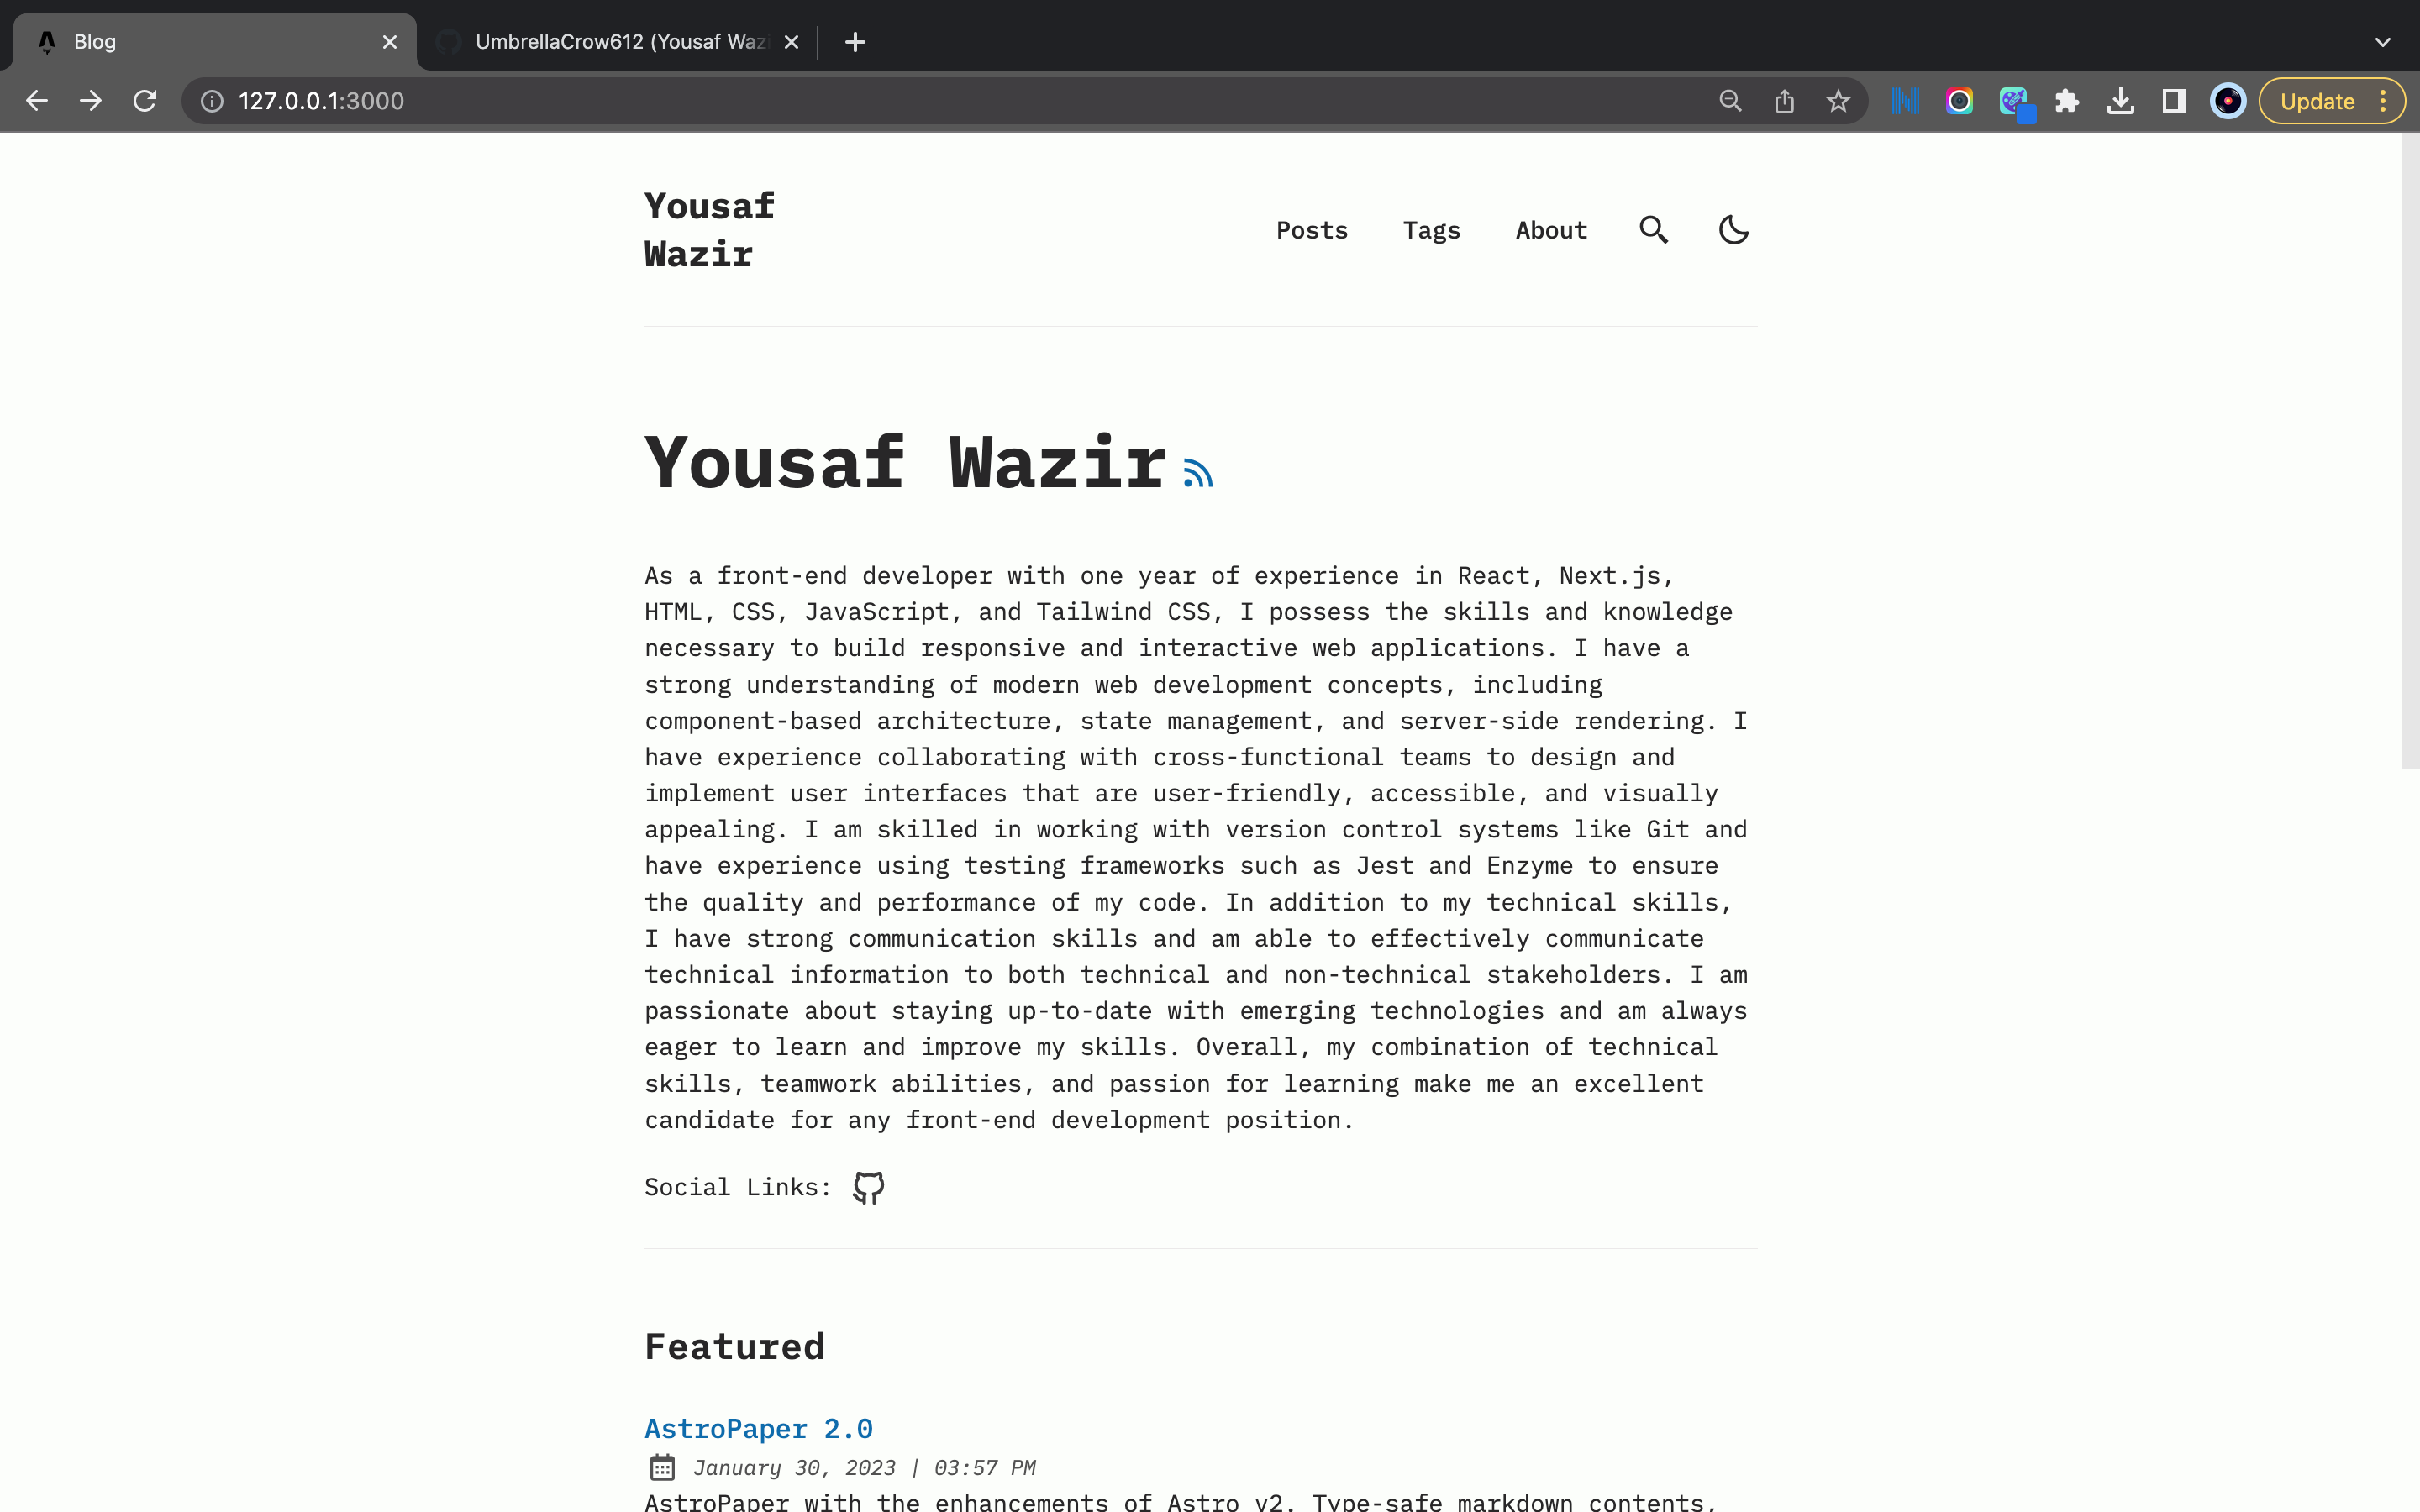 Blog
UmbrellaCrow612 (Yousaf Wazi
127.0.0.1:3000
Update
Yousaf
Wazir
Posts
Tags
About
Yousaf Wazir
As a front-end developer with one year of experience in React, Next.js,
HTML, CSS, JavaScript, and Tailwind CSS, I possess the skills and knowledge
necessary to build responsive and interactive web applications. I have a
strong understanding of modern web development concepts, including
component-based architecture, state management, and server-side rendering. I
have experience collaborating with cross-functional teams to design and
implement user interfaces that are user-friendly, accessible, and visually
appealing. I am skilled in working with version control systems like Git and
have experience using testing frameworks such as Jest and Enzyme to ensure
the quality and performance of my code. In addition to my technical skills,
I have strong communication skills and am able to effectively communicate
technical information to both technical and non-technical stakeholders. I am
passionate about staying up-to-date with emerging technologies and am always
eager to learn and improve my skills. Overall, my combination of technical
skills, teamwork abilities, and passion for learning make me an excellent
candidate for any front-end development position.
Social Links:
Featured
AstroPaper 2.0
January 30, 2023 | 03:57 PM
AstroPaper with the enhancements of Astro v2. Type-safe markdown contents,